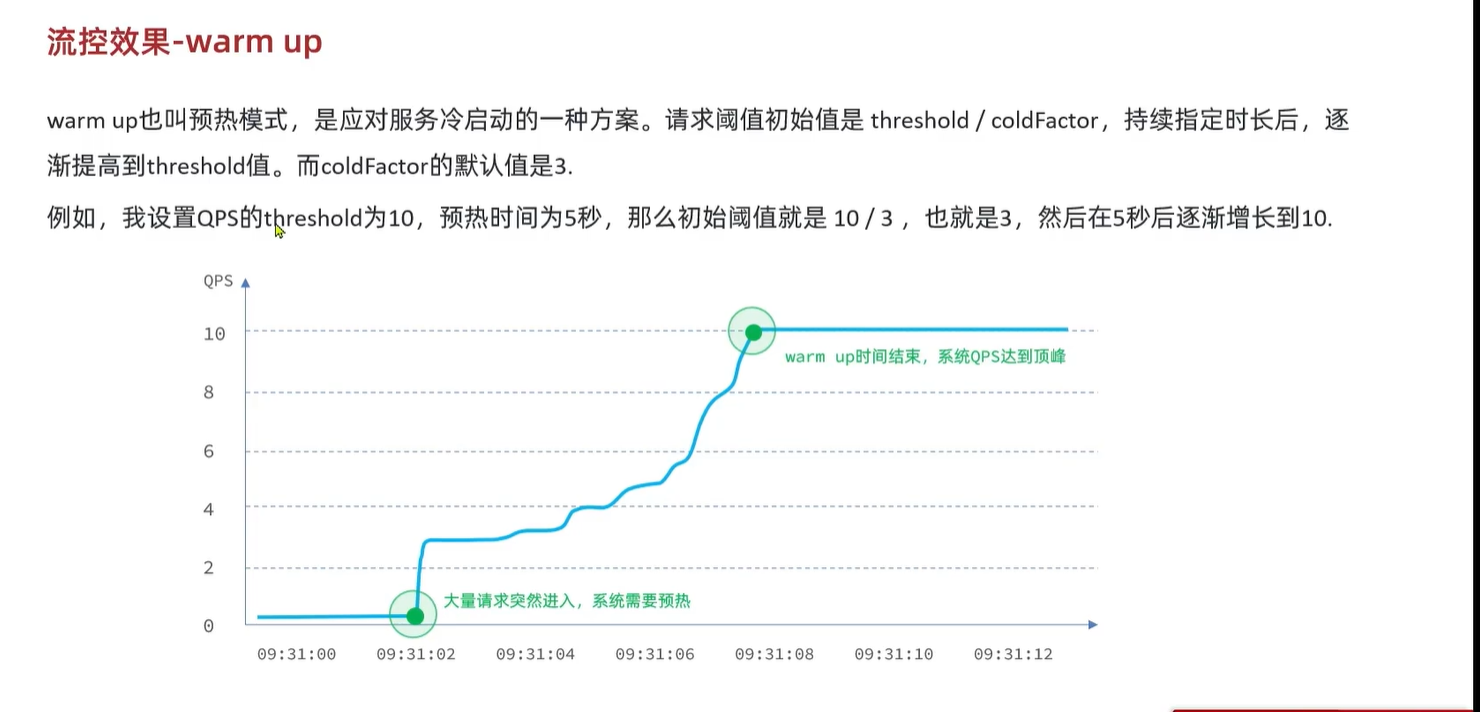 流控效果-warm up
warm up也叫预热模式，是应对服务冷启动的一种方案。请求阈值初始值是 threshold / coldFactor，持续指定时长后，逐
渐提高到threshold值。而coldFactor的默认值是3.
例如，我设置QPS的threshold为10，预热时间为5秒，那么初始阈值就是 10 / 3 ，也就是3，然后在5秒后逐渐增长到10.
QPS
10
warm up时间结束，系统QPS达到顶峰
8
6
4
2
大量请求突然进入，系统需要预热
0
09:31:00 09:31:02 09:31:04 09:31:06 09:31:08 09:31:10 09:31:12